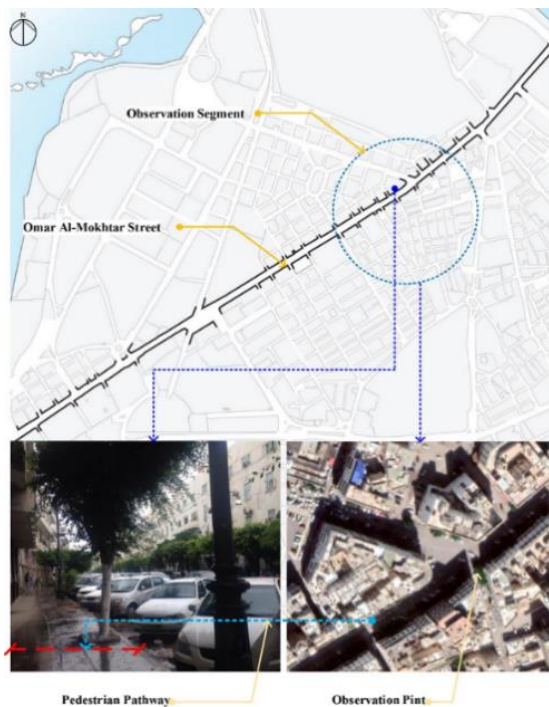 N
Observation Segment
Omar Al-Mokhtar Street
Pedestrian Pathway
Observation Pint